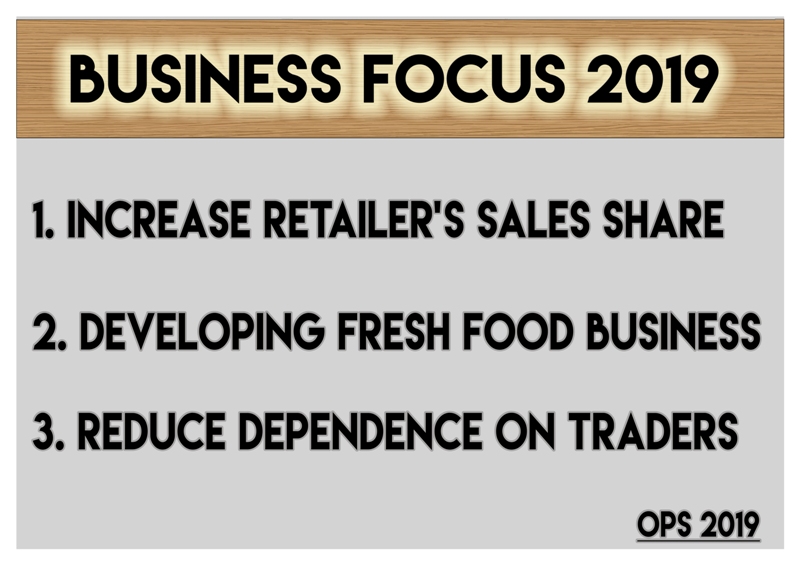 BUSINESS FOCUS 2019
1. INCREASE RETAILER'S SALES SHARE
2. DEVELOPING FRESH FOOD BUSINESS
3. REDUCE DEPENDENCE ON TRADERS
OPS 2019